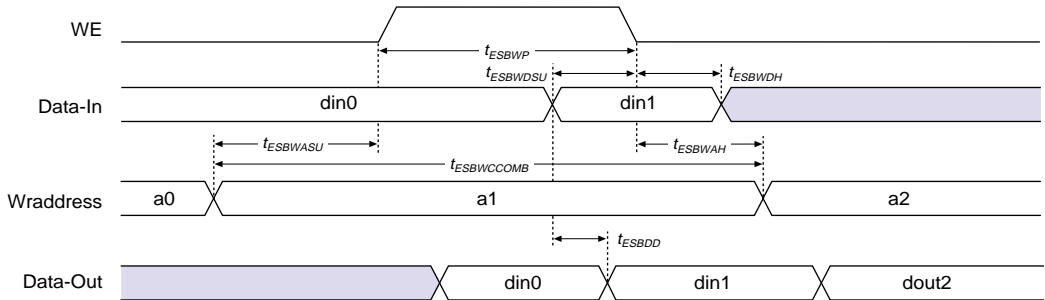 WE
tESBWP
tESBWDSU
tESBWDH
Data-In
din0
din1
tESBWASU
tESBWAH
tESBWCCOMB
Wraddress
a0
a1
a2
tESBDD
Data-Out
din0
din1
dout2